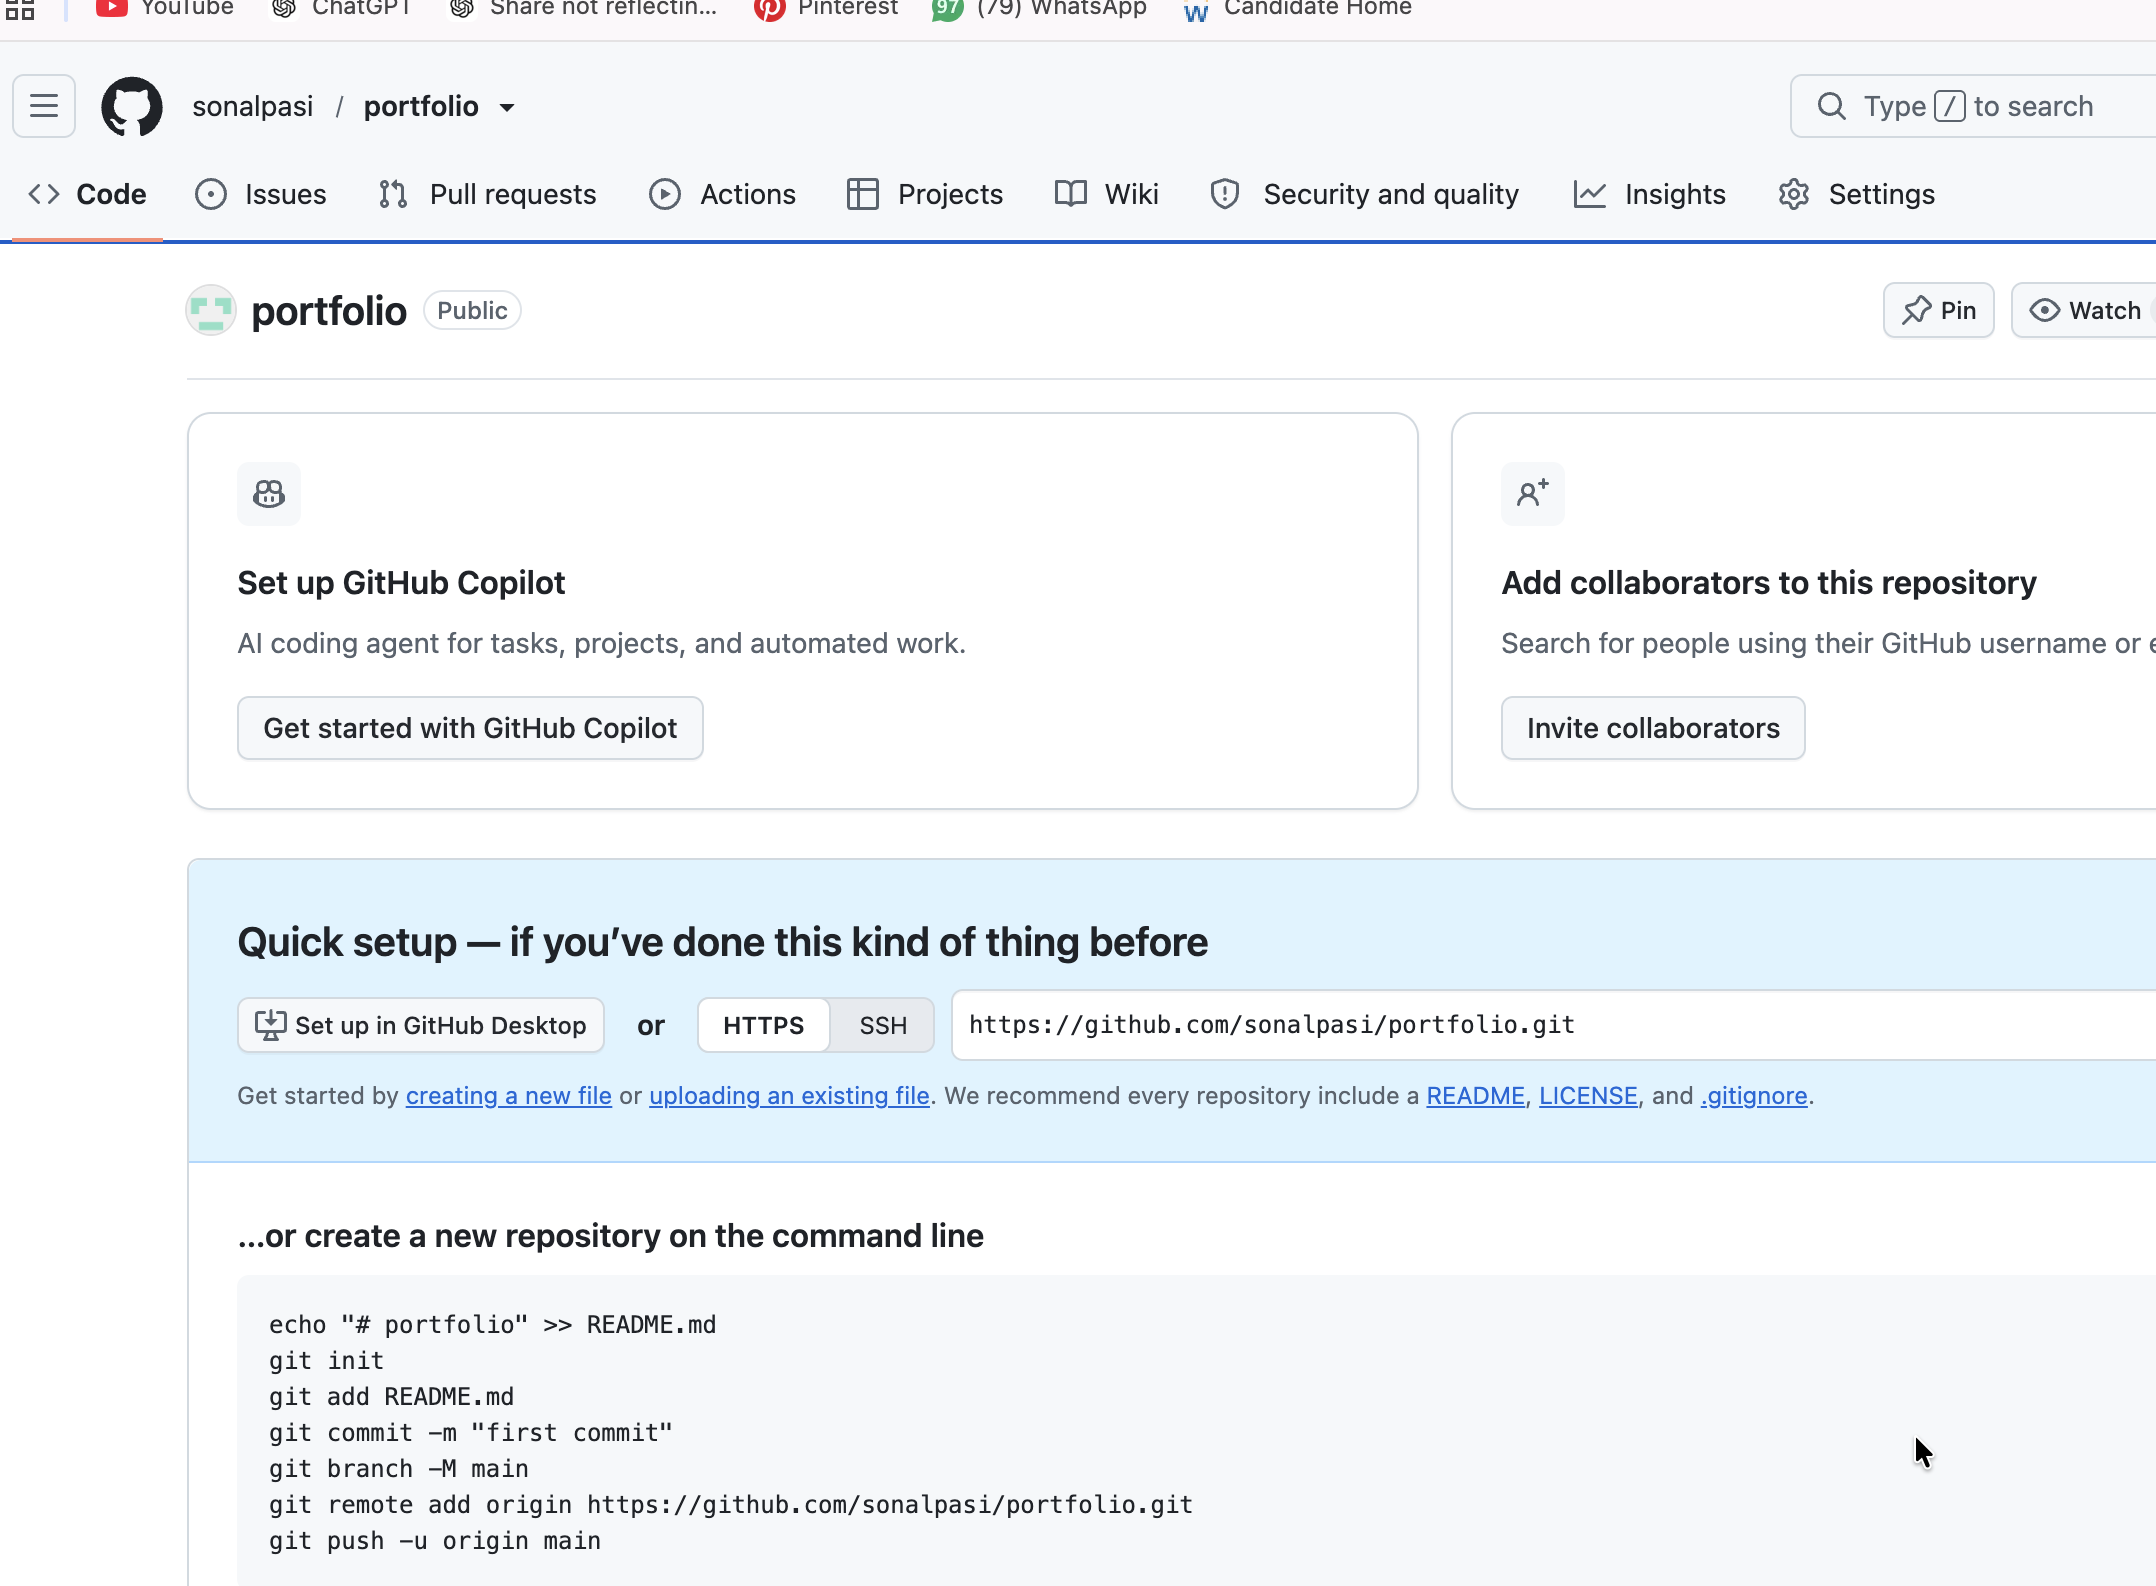 YouTube ChatGPT Share not reflectin... Pinterest 97 (79) WhatsApp W Candidate Home
sonalpasi / portfolio Type / to search
Code Issues Pull requests Actions Projects Wiki Security and quality Insights Settings
portfolio Public Pin Watch
Set up GitHub Copilot
AI coding agent for tasks, projects, and automated work.
Get started with GitHub Copilot
Add collaborators to this repository
Search for people using their GitHub username or
Invite collaborators
Quick setup — if you’ve done this kind of thing before
Set up in GitHub Desktop or HTTPS SSH https://github.com/sonalpasi/portfolio.git
Get started by creating a new file or uploading an existing file. We recommend every repository include a README, LICENSE, and .gitignore.
...or create a new repository on the command line
echo "# portfolio" >> README.md
git init
git add README.md
git commit -m "first commit"
git branch -M main
git remote add origin https://github.com/sonalpasi/portfolio.git
git push -u origin main